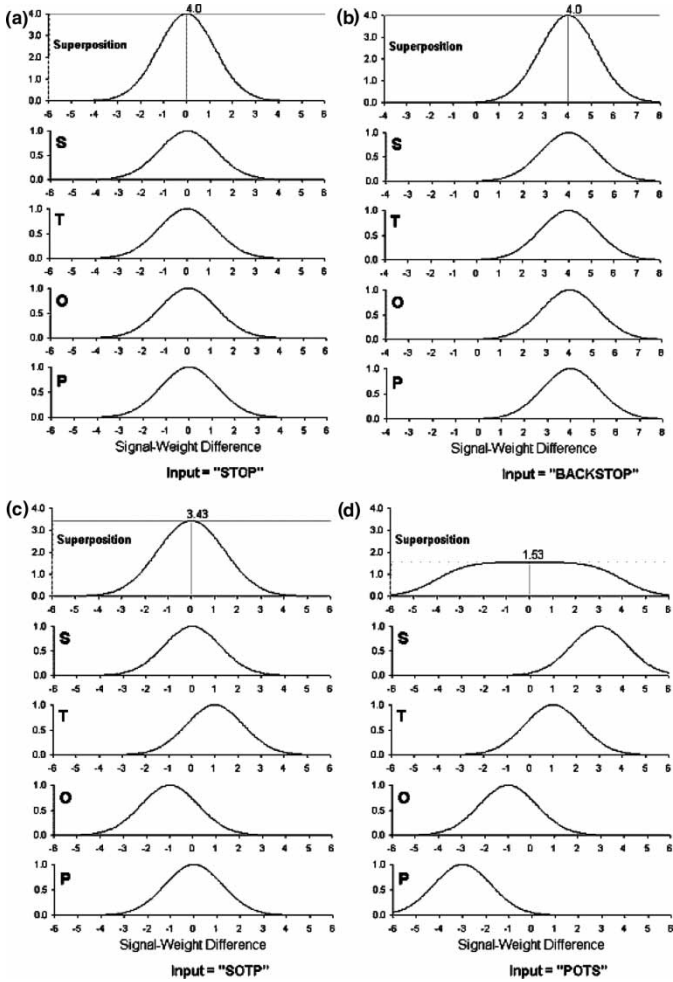 (a)
4.0
4.0
Superposition
3.0
2.0
1.0
0.0
-6 -5 -4 -3 -2 -1 0 1 2 3 4 5 6
1.0
S
0.5
0.0
-6 -5 -4 -3 -2 -1 0 1 2 3 4 5 6
1.0
T
0.5
0.0
-6 -5 -4 -3 -2 -1 0 1 2 3 4 5 6
1.0
O
0.5
0.0
-6 -5 -4 -3 -2 -1 0 1 2 3 4 5 6
1.0
P
0.5
0.0
-6 -5 -4 -3 -2 -1 0 1 2 3 4 5 6
Signal-Weight Difference
Input = "STOP"
(b)
4.0
4.0
Superposition
3.0
2.0
1.0
0.0
-4 -3 -2 -1 0 1 2 3 4 5 6 7 8
1.0
S
0.5
0.0
-4 -3 -2 -1 0 1 2 3 4 5 6 7 8
1.0
T
0.5
0.0
-4 -3 -2 -1 0 1 2 3 4 5 6 7 8
1.0
O
0.5
0.0
-4 -3 -2 -1 0 1 2 3 4 5 6 7 8
1.0
P
0.5
0.0
-4 -3 -2 -1 0 1 2 3 4 5 6 7 8
Signal-Weight Difference
Input = "BACKSTOP"
(c)
4.0
3.43
Superposition
3.0
2.0
1.0
0.0
-6 -5 -4 -3 -2 -1 0 1 2 3 4 5 6
1.0
S
0.5
0.0
-6 -5 -4 -3 -2 -1 0 1 2 3 4 5 6
1.0
T
0.5
0.0
-6 -5 -4 -3 -2 -1 0 1 2 3 4 5 6
1.0
O
0.5
0.0
-6 -5 -4 -3 -2 -1 0 1 2 3 4 5 6
1.0
P
0.5
0.0
-6 -5 -4 -3 -2 -1 0 1 2 3 4 5 6
Signal-Weight Difference
Input = "SOTP"
(d)
4.0
Superposition
3.0
2.0
1.53
1.0
0.0
-6 -5 -4 -3 -2 -1 0 1 2 3 4 5 6
1.0
S
0.5
0.0
-6 -5 -4 -3 -2 -1 0 1 2 3 4 5 6
1.0
T
0.5
0.0
-6 -5 -4 -3 -2 -1 0 1 2 3 4 5 6
1.0
O
0.5
0.0
-6 -5 -4 -3 -2 -1 0 1 2 3 4 5 6
1.0
P
0.5
0.0
-6 -5 -4 -3 -2 -1 0 1 2 3 4 5 6
Signal-Weight Difference
Input = "POTS"